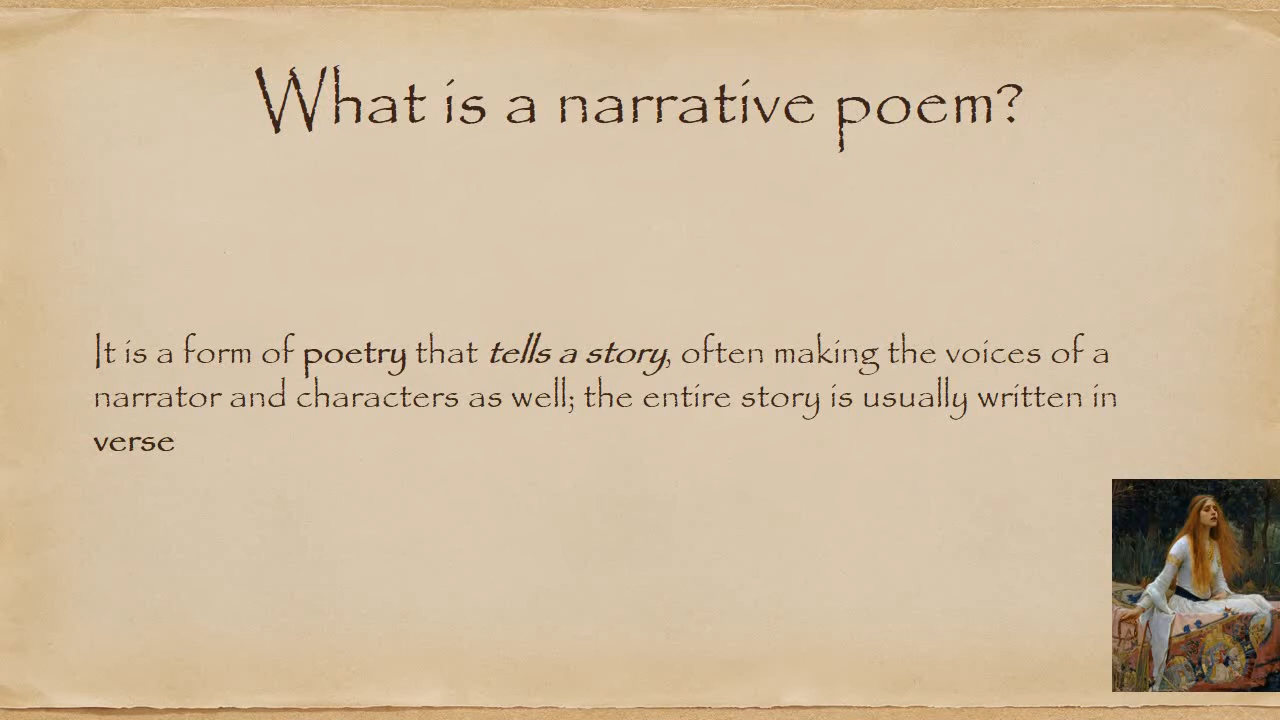 What is a narrative poem?
It is a form of poetry that tells a story, often making the voices of a
narrator and characters as well; the entire story is usually written in
verse